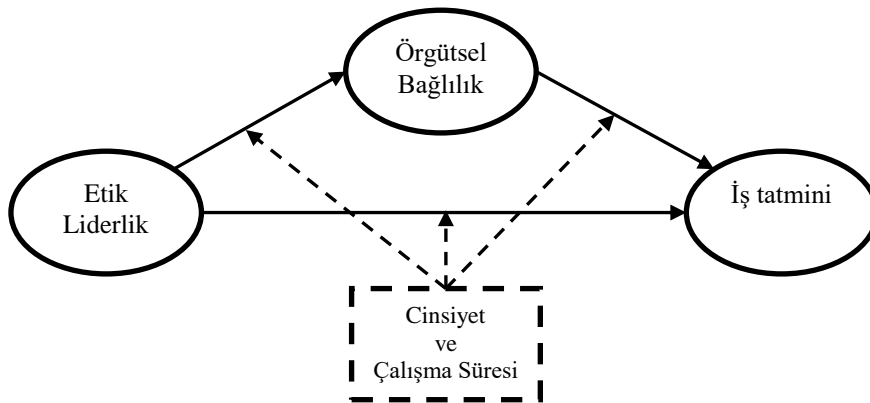 Örgütsel
Bağlılık
Etik
Liderlik
İş tatmini
Cinsiyet
ve
Çalışma Süresi